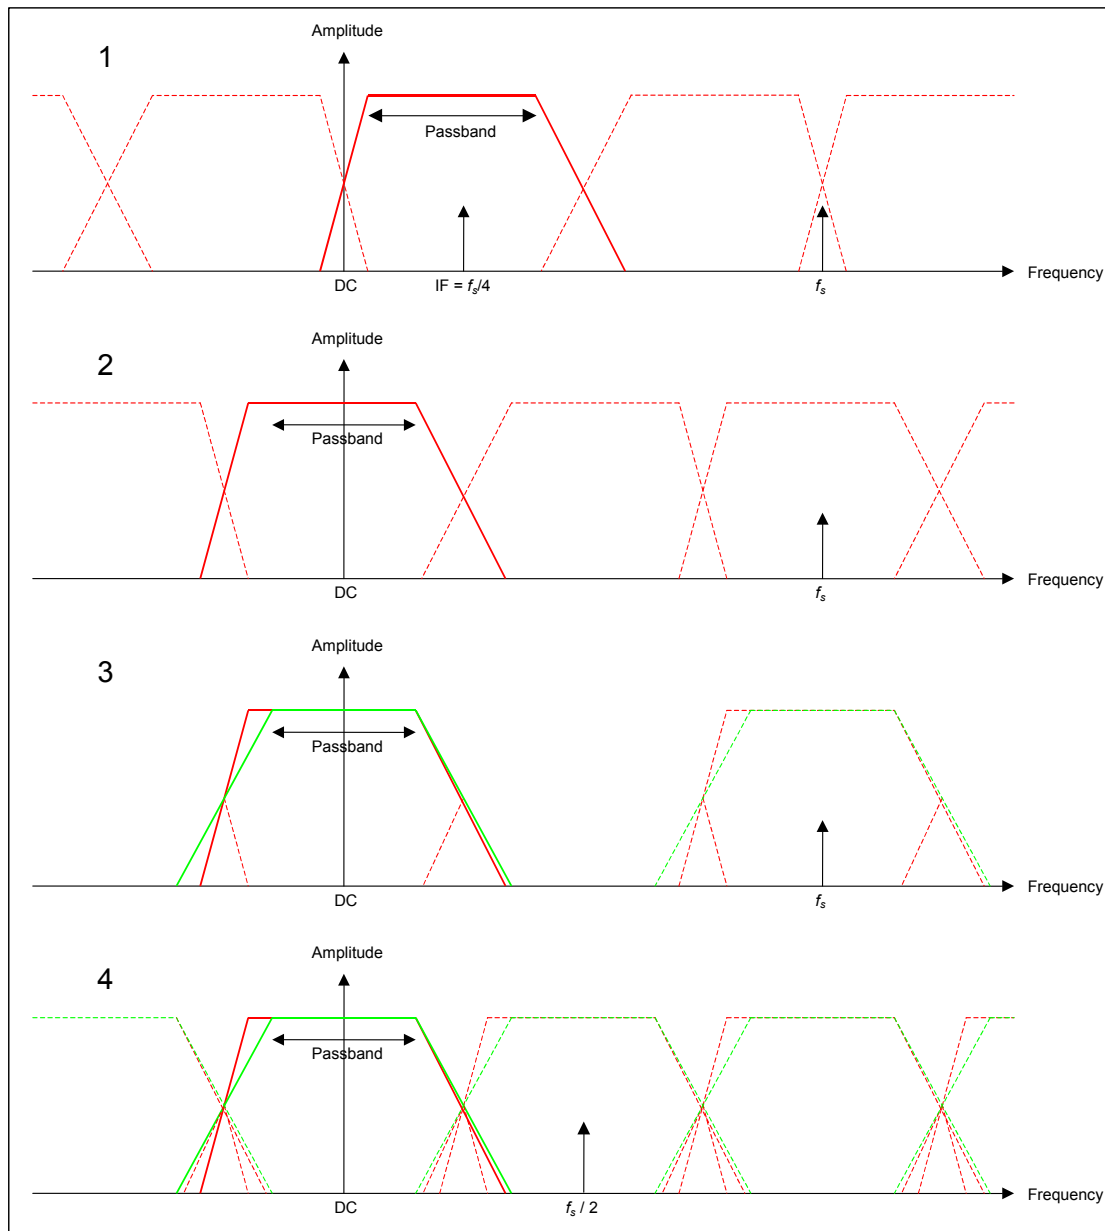 Amplitude
1
Passband
DC
IF = fs/4
fs
Frequency
Amplitude
2
Passband
DC
fs
Frequency
Amplitude
3
Passband
DC
fs
Frequency
Amplitude
4
Passband
DC
fs / 2
Frequency